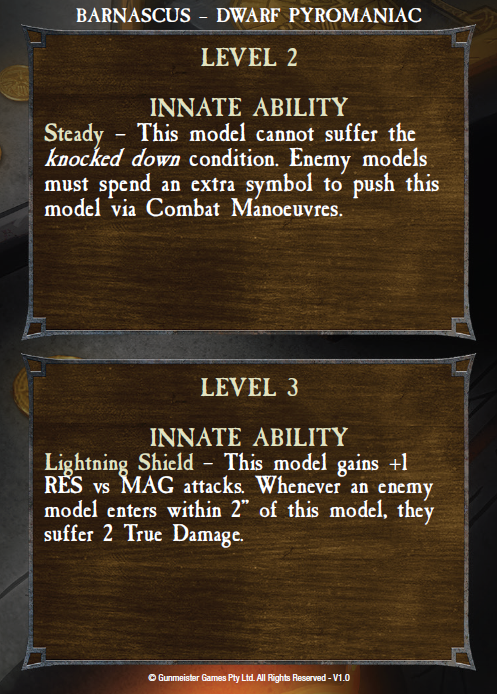 BARNASCUS – DWARF PYROMANIAC
LEVEL 2
INNATE ABILITY
Steady – This model cannot suffer the
knocked down condition. Enemy models
must spend an extra symbol to push this
model via Combat Manoeuvres.
LEVEL 3
INNATE ABILITY
Lightning Shield – This model gains +1
RES vs MAG attacks. Whenever an enemy
model enters within 2” of this model, they
suffer 2 True Damage.
© Gunmeister Games Pty Ltd. All Rights Reserved - V1.0